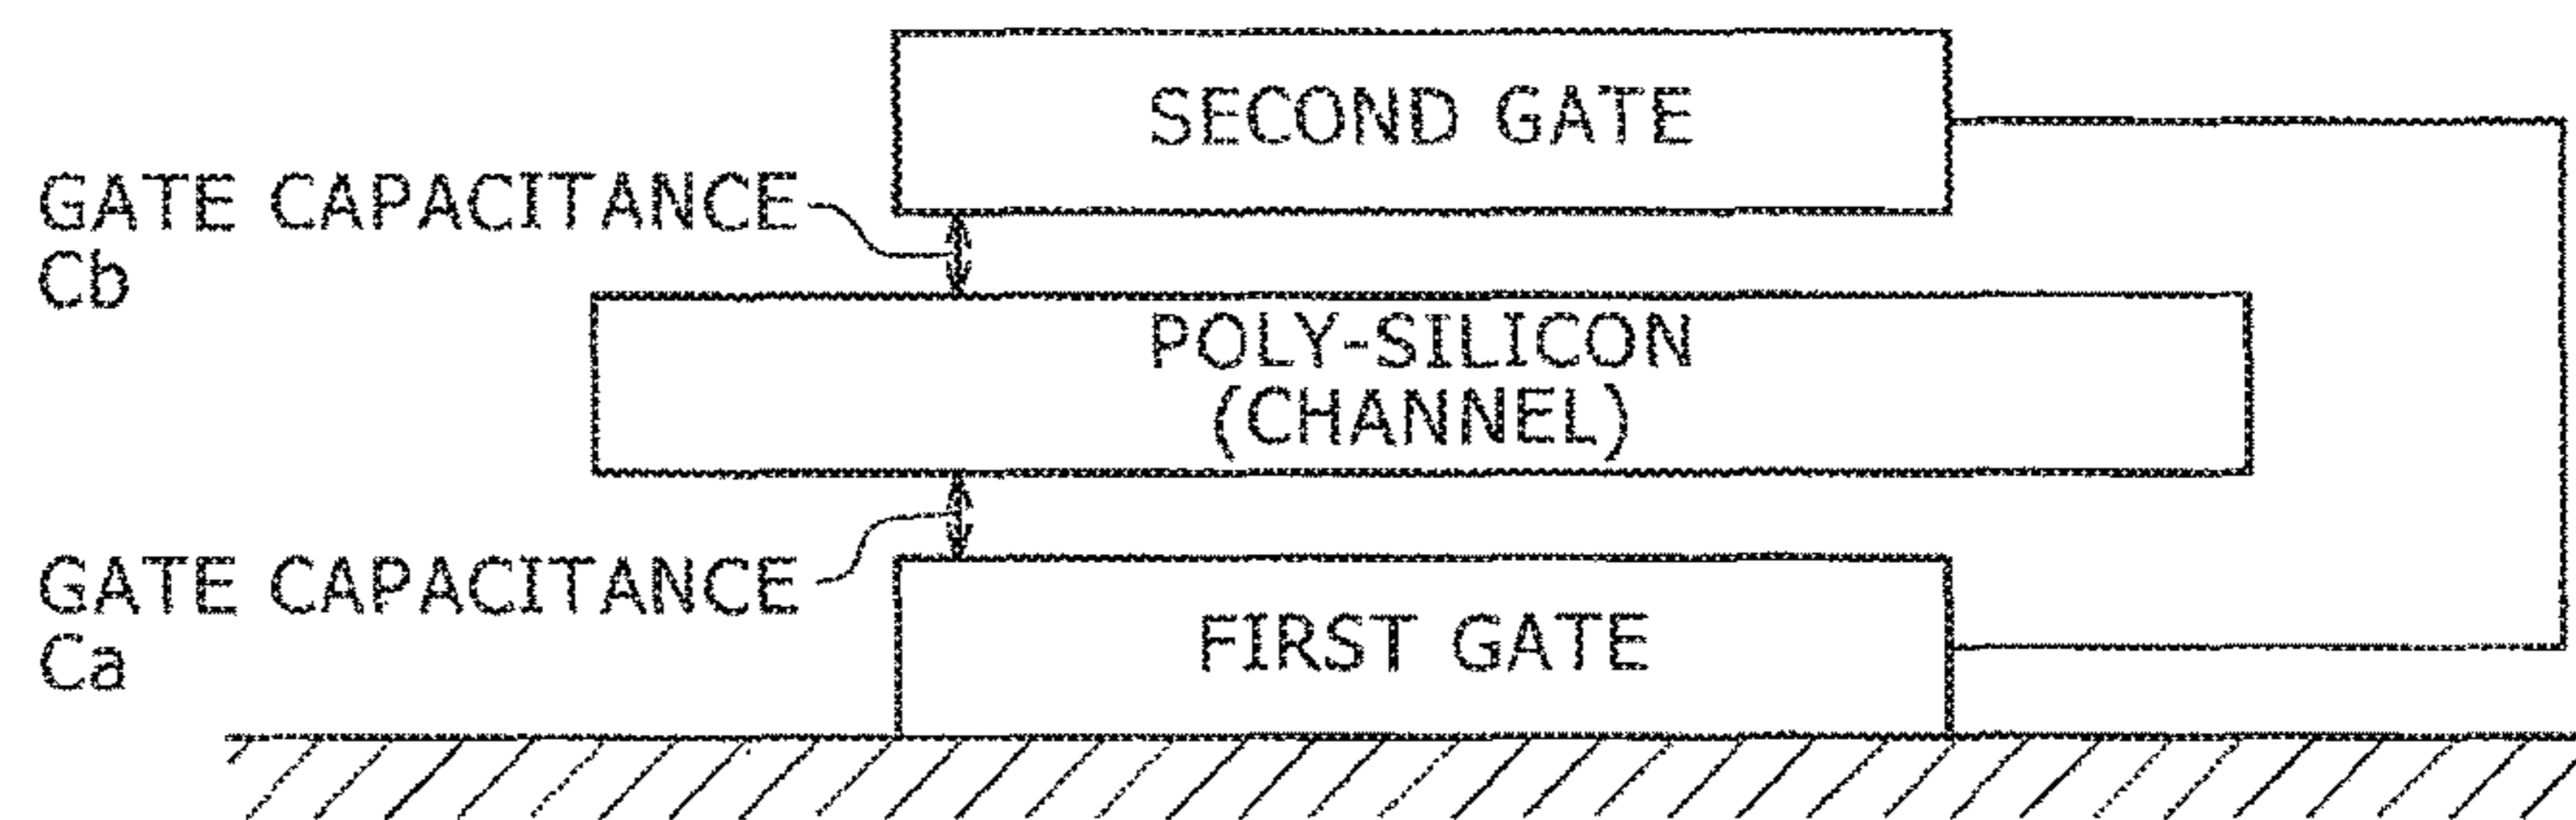 SECOND GATE
GATE CAPACITANCE
Cb
POLY-SILICON
(CHANNEL)
GATE CAPACITANCE
Ca
FIRST GATE